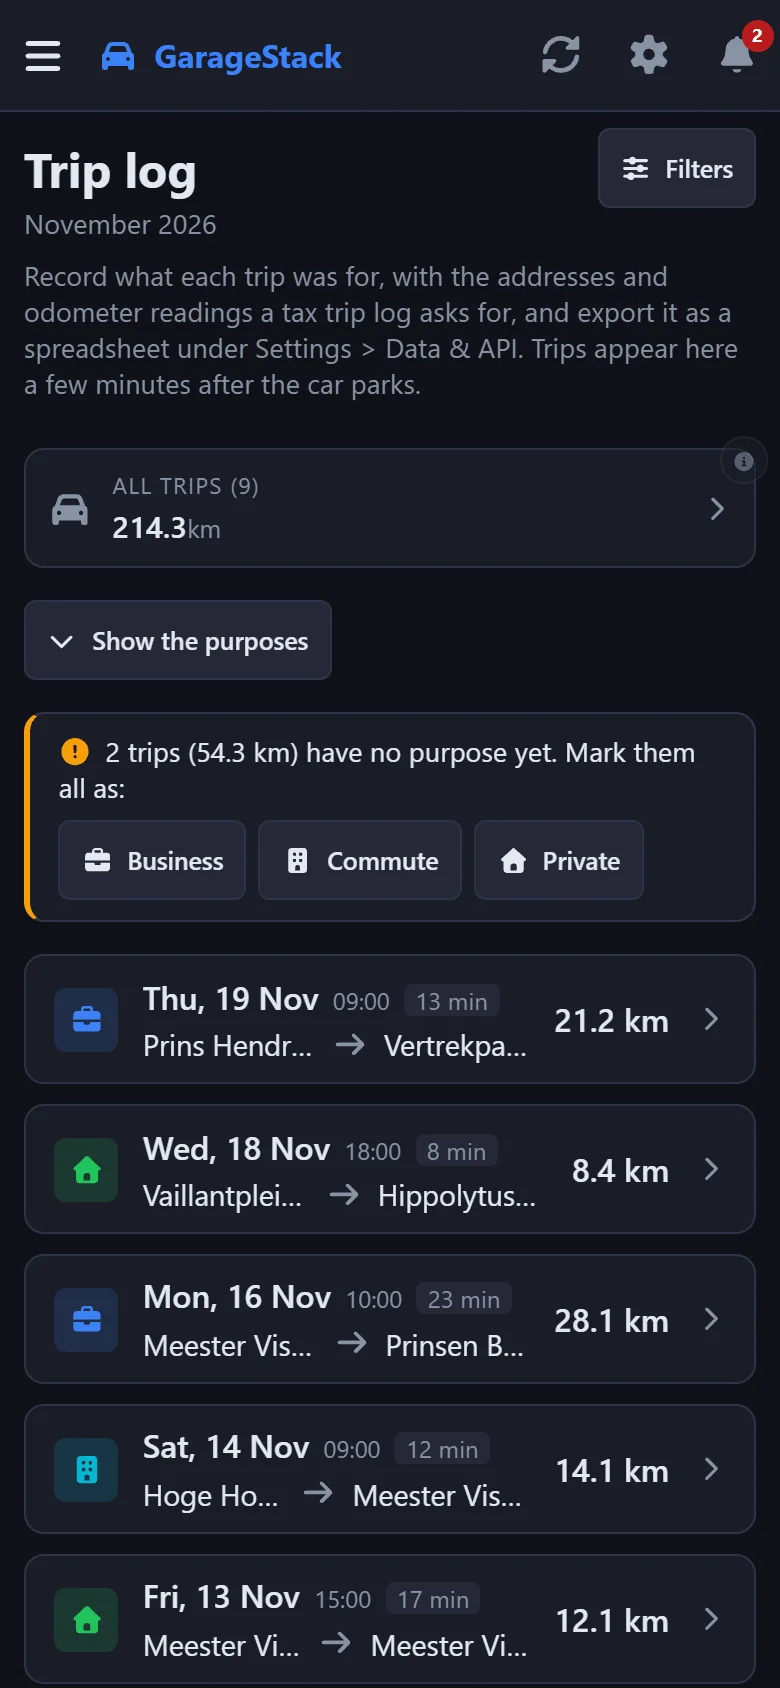 GarageStack
2
Trip log
Filters
November 2026
Record what each trip was for, with the addresses and
odometer readings a tax trip log asks for, and export it as a
spreadsheet under Settings > Data & API. Trips appear here
a few minutes after the car parks.
ALL TRIPS (9)
214.3km
Show the purposes
2 trips (54.3 km) have no purpose yet. Mark them
all as:
Business
Commute
Private
Thu, 19 Nov 09:00 13 min
Prins Hendr... → Vertrekpa...
21.2 km
Wed, 18 Nov 18:00 8 min
Vaillantplei... → Hippolytus...
8.4 km
Mon, 16 Nov 10:00 23 min
Meester Vis... → Prinsen B...
28.1 km
Sat, 14 Nov 09:00 12 min
Hoge Ho... → Meester Vis...
14.1 km
Fri, 13 Nov 15:00 17 min
Meester Vi... → Meester Vi...
12.1 km